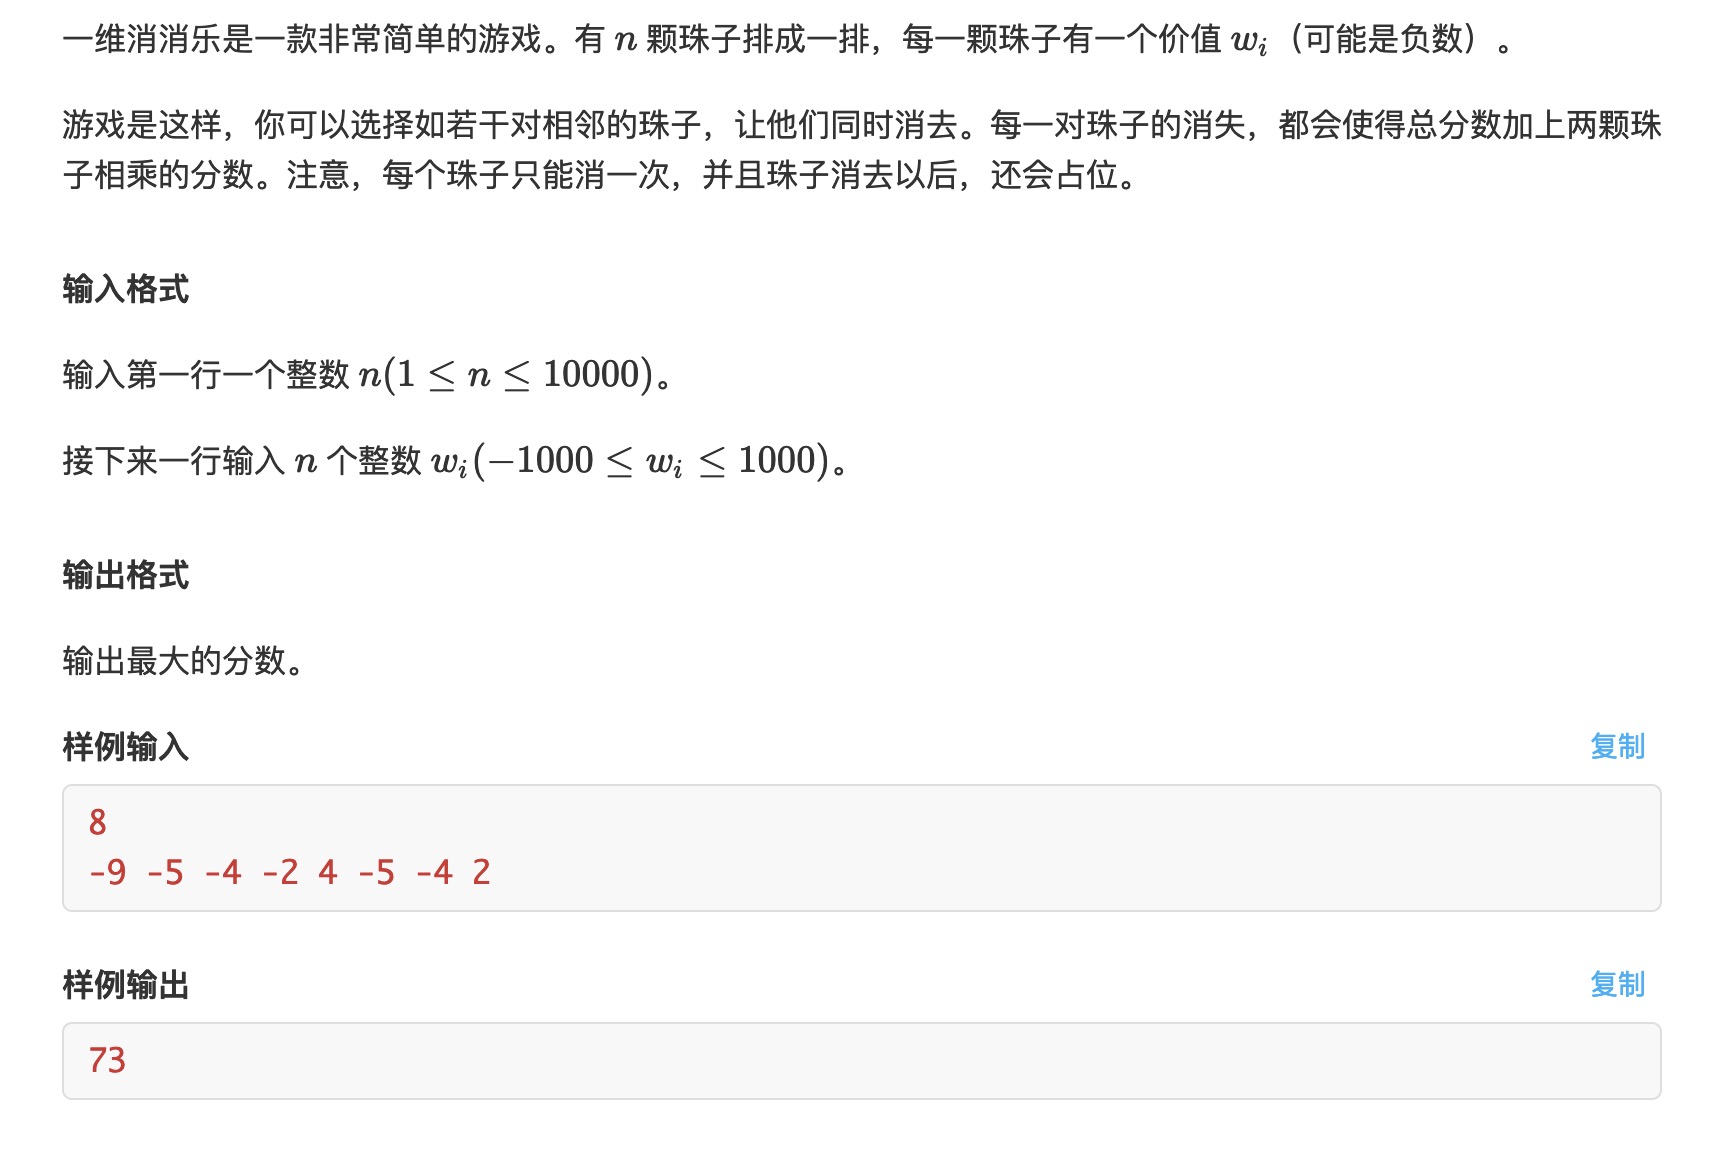 一维消消乐是一款非常简单的游戏。有 n 颗珠子排成一排，每一颗珠子有一个价值 wᵢ（可能是负数）。
游戏是这样，你可以选择如若干对相邻的珠子，让他们同时消去。每一对珠子的消失，都会使得总分数加上两颗珠
子相乘的分数。注意，每个珠子只能消一次，并且珠子消去以后，还会占位。
输入格式
输入第一行一个整数 n(1 ≤ n ≤ 10000)。
接下来一行输入 n 个整数 wᵢ(−1000 ≤ wᵢ ≤ 1000)。
输出格式
输出最大的分数。
样例输入 复制
8
-9 -5 -4 -2 4 -5 -4 2
样例输出 复制
73